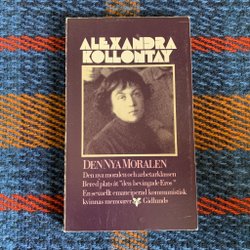 ALEXANDRA
KOLLONTAY
DEN NYA MORALEN
Den nya moralen och arbetarklassen
Bered plats åt "den bevingade Eros"
En sexuellt emanciperad kommunistisk
kvinnas memoarer Gidlunds